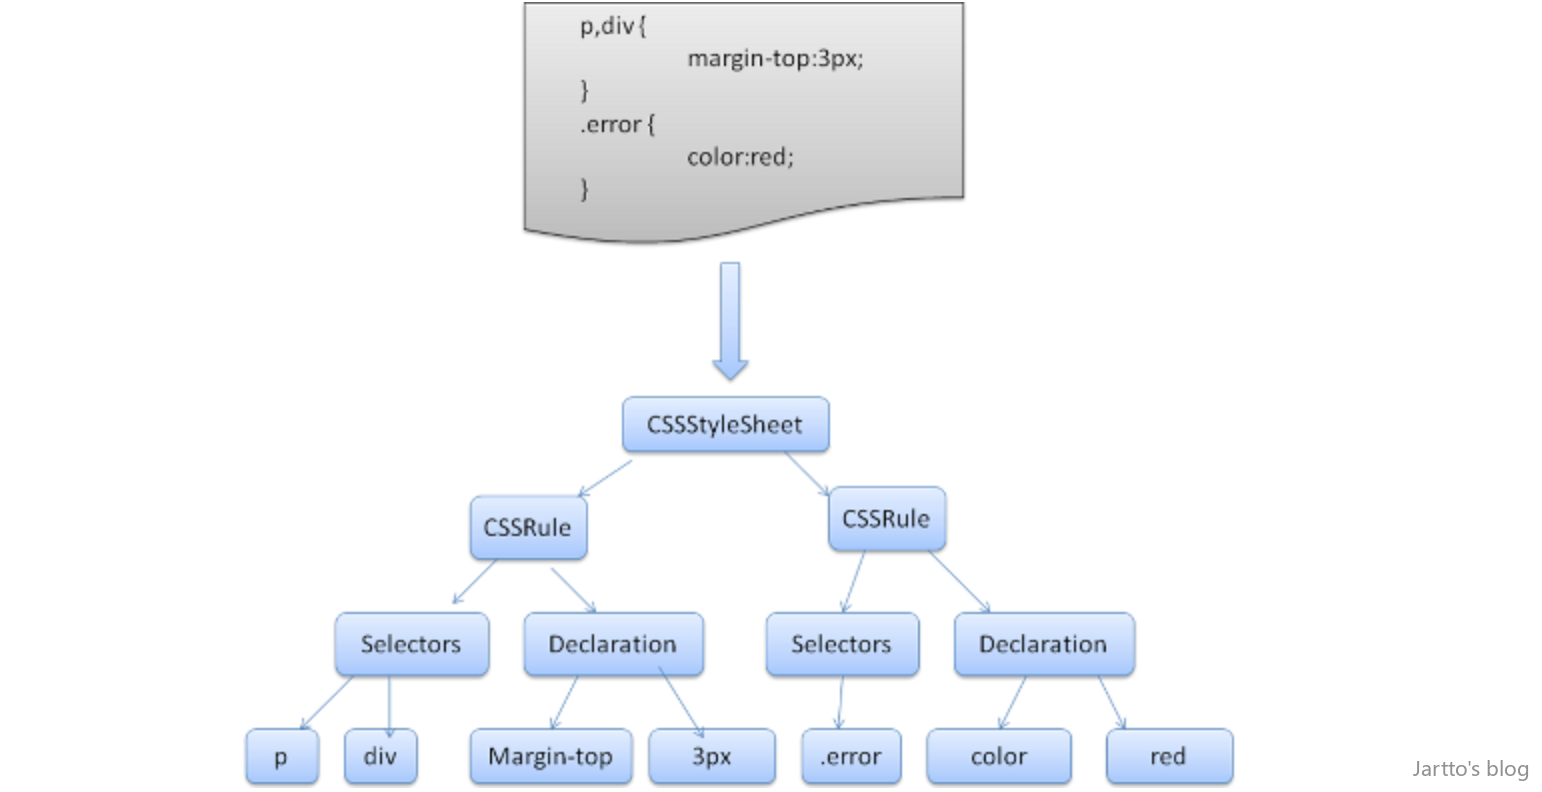 p,div {
margin-top:3px;
}
.error {
color:red;
}
CSSStyleSheet
CSSRule
CSSRule
Selectors
Declaration
Selectors
Declaration
p
div
Margin-top
3px
.error
color
red
Jartto's blog